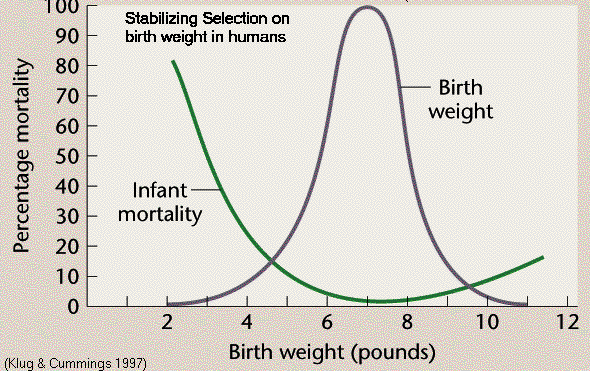 Stabilizing Selection on
birth weight in humans
Percentage mortality
100
90
80
70
60
50
40
30
20
10
0
Birth
weight
Infant
mortality
2 4 6 8 10 12
Birth weight (pounds)
(Klug & Cummings 1997)